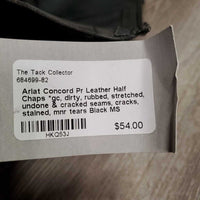 The Tack Collector
684699-82
Ariat Concord Pr Leather Half
Chaps *gc, dirty, rubbed, stretched,
undone & cracked seams, cracks,
stained, mnr tears Black MS
$54.00
HKQ53J